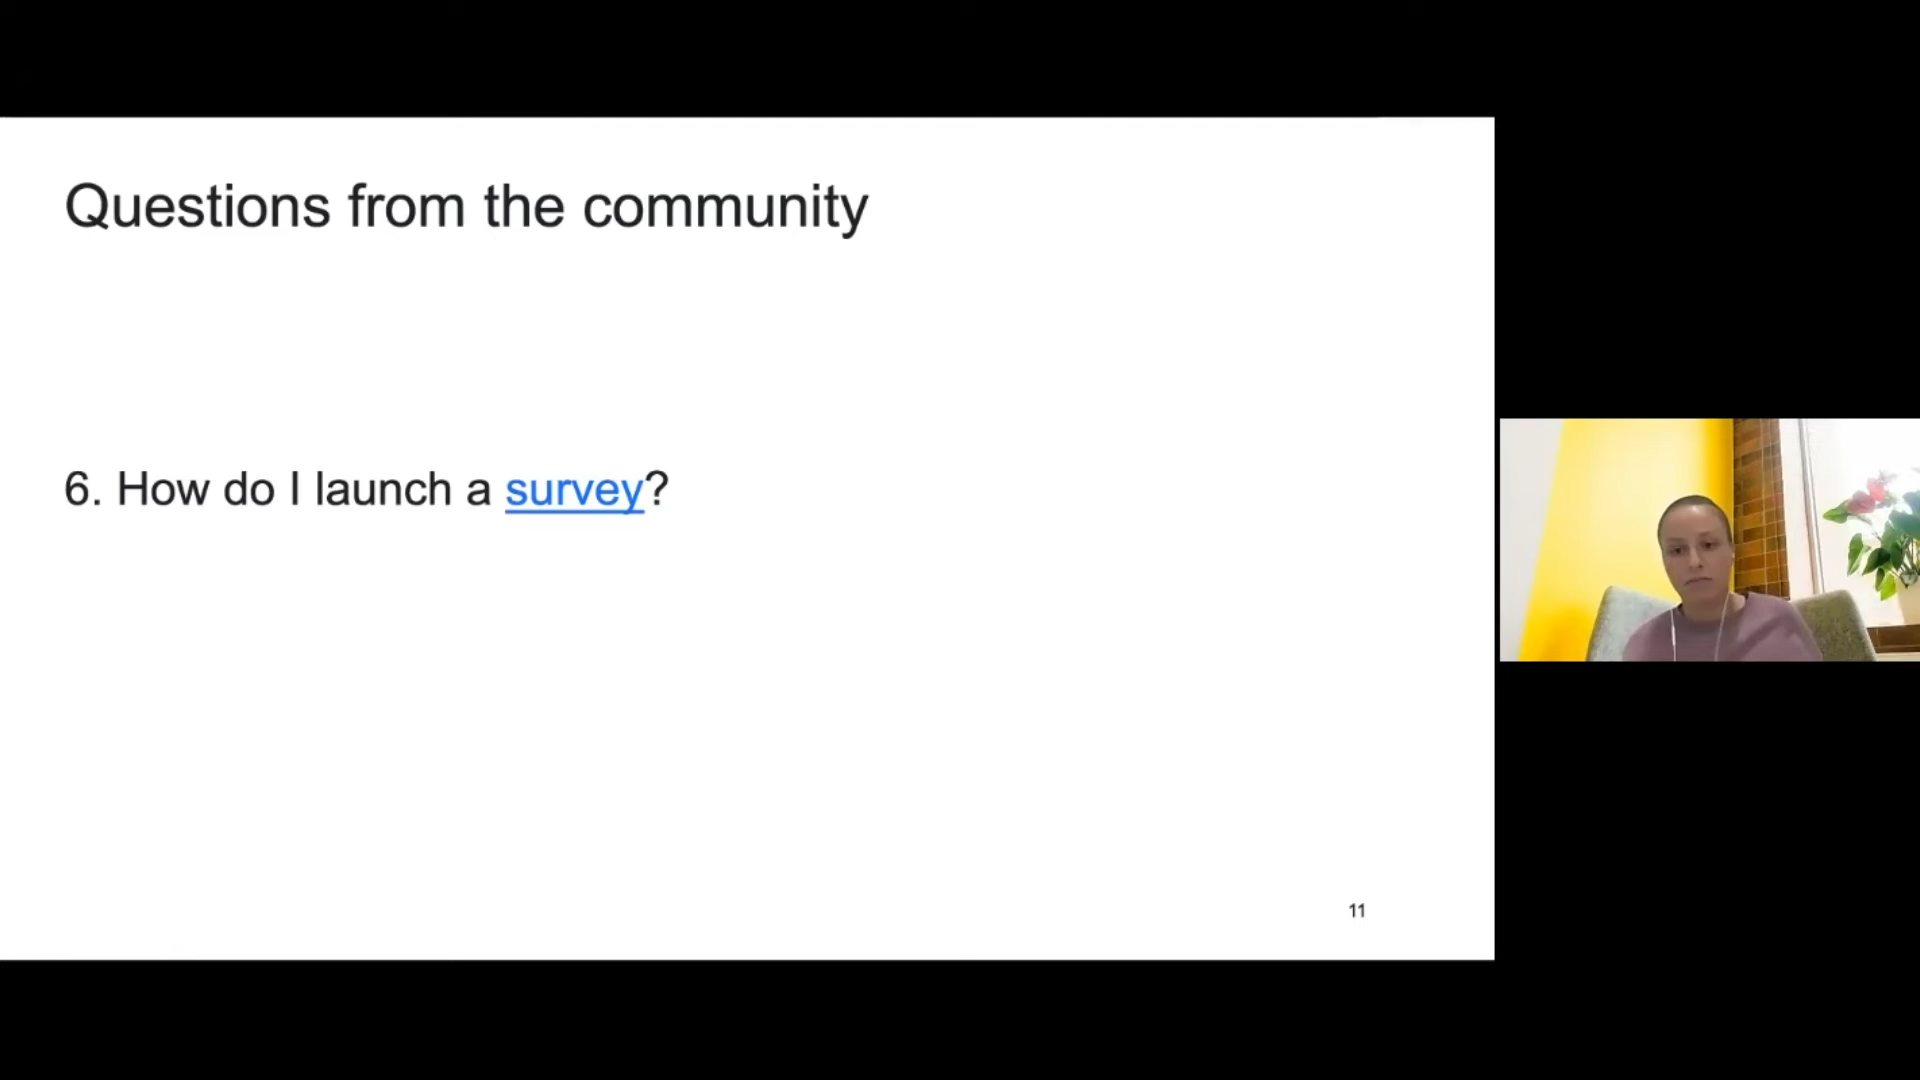 Questions from the community
6. How do I launch a survey?
11